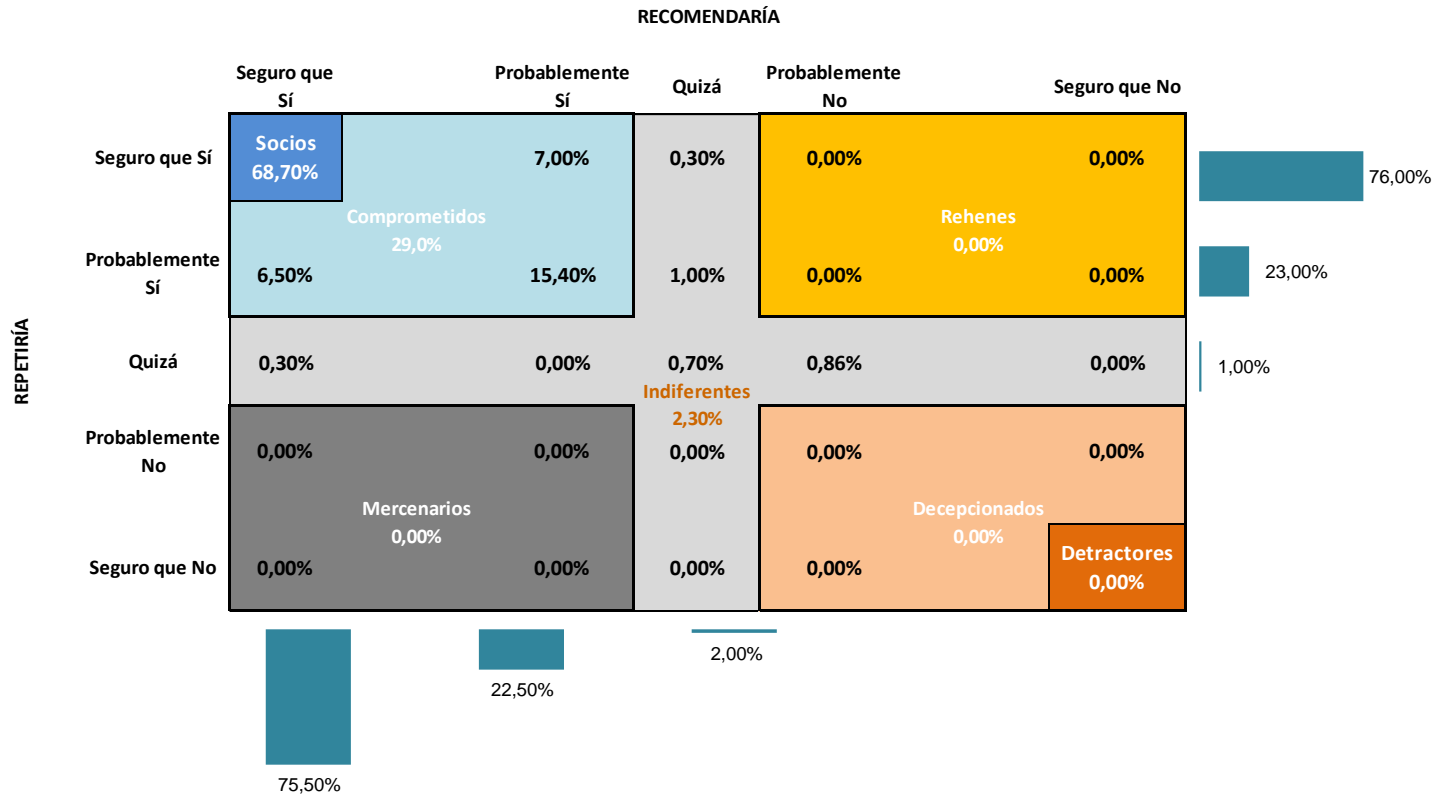 RECOMENDARÍA
Seguro que
Sí
Probablemente
Sí
Quizá
Probablemente
No
Seguro que No
REPETIRÍA
Seguro que Sí
Socios
68,70%
7,00%
0,30%
0,00%
0,00%
76,00%
Comprometidos
29,0%
Rehenes
0,00%
Probablemente
Sí
6,50%
15,40%
1,00%
0,00%
0,00%
23,00%
Quizá
0,30%
0,00%
0,70%
0,86%
0,00%
1,00%
Indiferentes
2,30%
Probablemente
No
0,00%
0,00%
0,00%
0,00%
0,00%
Mercenarios
0,00%
Decepcionados
0,00%
Seguro que No
0,00%
0,00%
0,00%
0,00%
Detractores
0,00%
75,50%
22,50%
2,00%